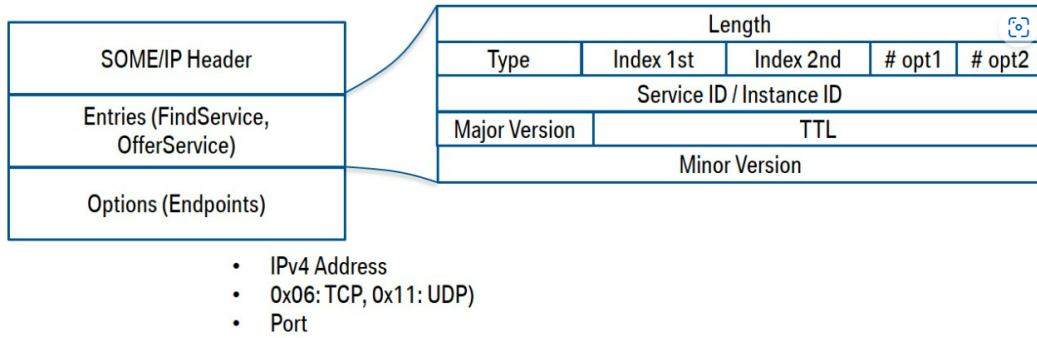 SOME/IP Header
Entries (FindService,
OfferService)
Options (Endpoints)
Length
Type Index 1st Index 2nd # opt1 # opt2
Service ID / Instance ID
Major Version TTL
Minor Version
• IPv4 Address
• 0x06: TCP, 0x11: UDP)
• Port